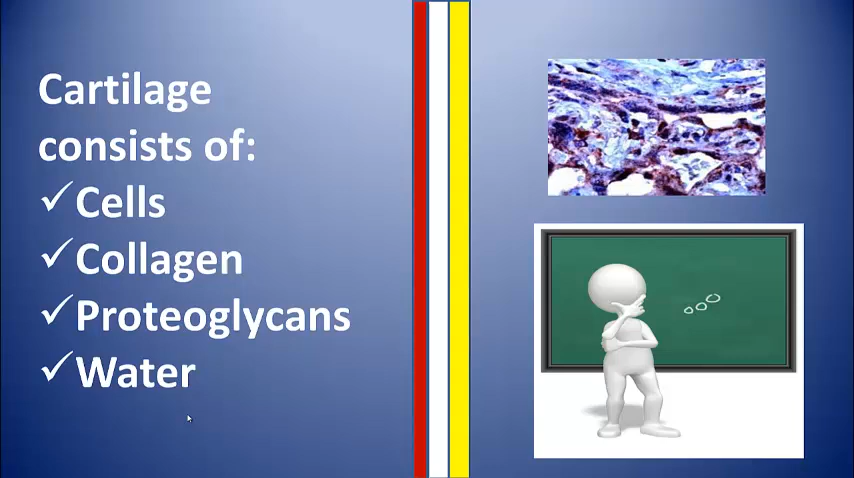 Cartilage
consists of:
✓Cells
✓Collagen
✓Proteoglycans
✓Water